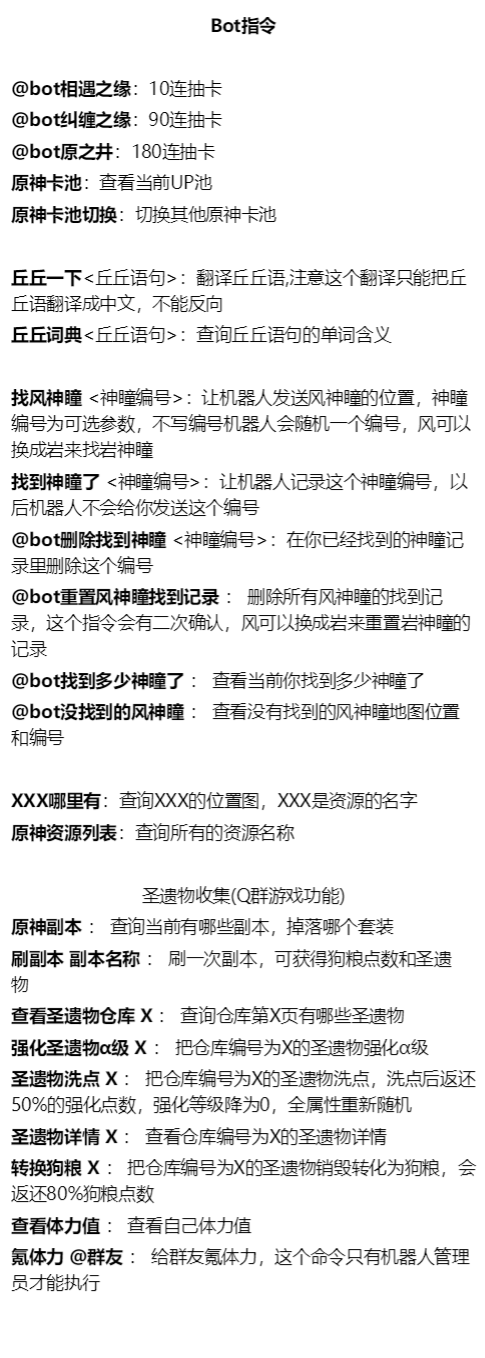 Bot指令
@bot相遇之缘：10连抽卡
@bot纠缠之缘：90连抽卡
@bot原之井：180连抽卡
原神卡池：查看当前UP池
原神卡池切换：切换其他原神卡池
丘丘一下<丘丘语句>：翻译丘丘语,注意这个翻译只能把丘
丘语翻译成中文，不能反向
丘丘词典<丘丘语句>：查询丘丘语句的单词含义
找风神瞳 <神瞳编号>：让机器人发送风神瞳的位置，神瞳
编号为可选参数，不写编号机器人会随机一个编号，风可以
换成岩来找岩神瞳
找到神瞳了 <神瞳编号>：让机器人记录这个神瞳编号，以
后机器人不会给你发送这个编号
@bot删除找到神瞳 <神瞳编号>：在你已经找到的神瞳记
录里删除这个编号
@bot重置风神瞳找到记录 ： 删除所有风神瞳的找到记
录，这个指令会有二次确认，风可以换成岩来重置岩神瞳的
记录
@bot找到多少神瞳了 ： 查看当前你找到多少神瞳了
@bot没找到的风神瞳 ： 查看没有找到的风神瞳地图位置
和编号
XXX哪里有：查询XXX的位置图，XXX是资源的名字
原神资源列表：查询所有的资源名称
圣遗物收集(Q群游戏功能)
原神副本 ： 查询当前有哪些副本，掉落哪个套装
刷副本 副本名称 ： 刷一次副本，可获得狗粮点数和圣遗
物
查看圣遗物仓库 X ： 查询仓库第X页有哪些圣遗物
强化圣遗物α级 X ： 把仓库编号为X的圣遗物强化α级
圣遗物洗点 X ： 把仓库编号为X的圣遗物洗点，洗点后返还
50%的强化点数，强化等级降为0，全属性重新随机
圣遗物详情 X ： 查看仓库编号为X的圣遗物详情
转换狗粮 X ： 把仓库编号为X的圣遗物销毁转化为狗粮，会
返还80%狗粮点数
查看体力值 ： 查看自己体力值
氪体力 @群友 ： 给群友氪体力，这个命令只有机器人管理
员才能执行